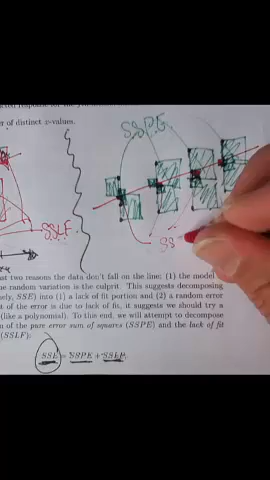 er of distinct x-values.
SSPE
SSLF
SS
at two reasons the data don't fall on the line: (1) the model
e random variation is the culprit. This suggests decomposing
ely, SSE) into (1) a lack of fit portion and (2) a random error
t of the error is due to lack of fit, it suggests we should try a
(like a polynomial). To this end, we will attempt to decompose
m of the pure error sum of squares (SSPE) and the lack of fit
(SSLF):
SSE = SSPE + SSLF